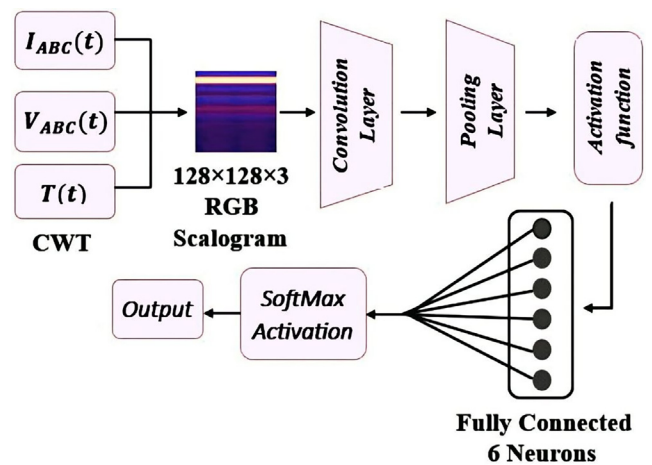 I_ABC(t)
V_ABC(t)
T(t)
CWT
128×128×3
RGB
Scalogram
Convolution
Layer
Pooling
Layer
Activation
function
Fully Connected
6 Neurons
SoftMax
Activation
Output